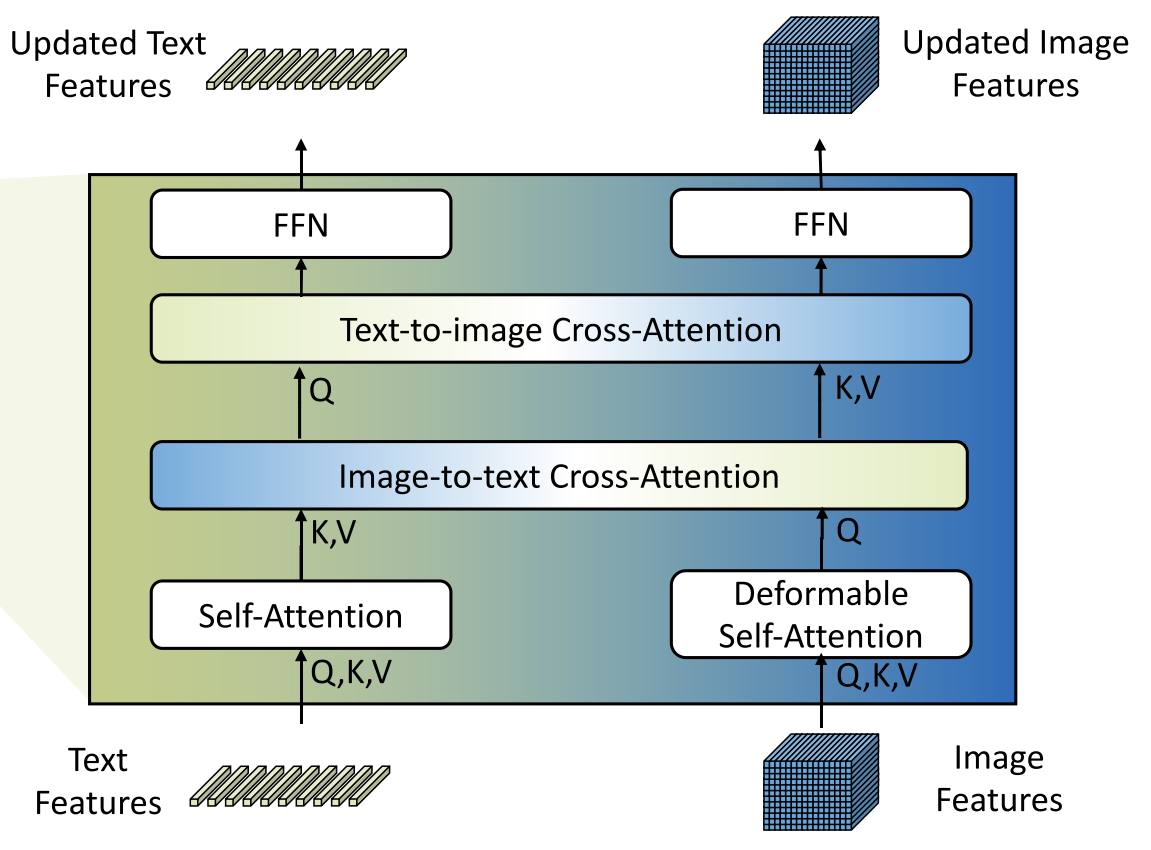 Updated Text
Features
Updated Image
Features
FFN
FFN
Text-to-image Cross-Attention
Q
K,V
Image-to-text Cross-Attention
K,V
Q
Self-Attention
Deformable
Self-Attention
Q,K,V
Q,K,V
Text
Features
Image
Features